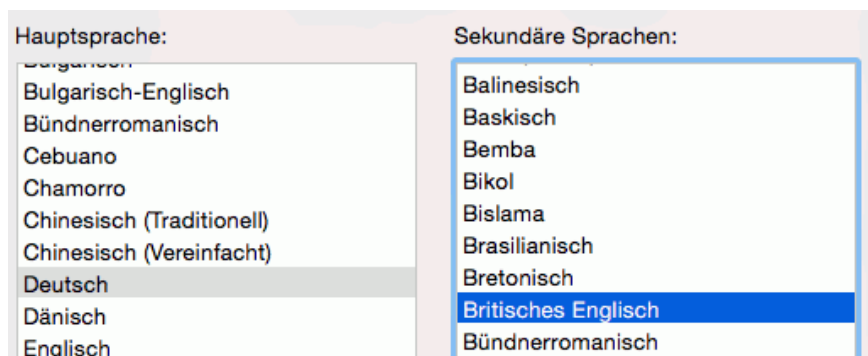 Hauptsprache:
Bulgarisch-Englisch
Bündnerromanisch
Cebuano
Chamorro
Chinesisch (Traditionell)
Chinesisch (Vereinfacht)
Deutsch
Dänisch
Englisch
Sekundäre Sprachen:
Balinesisch
Baskisch
Bemba
Bikol
Bislama
Brasilianisch
Bretonisch
Britisches Englisch
Bündnerromanisch